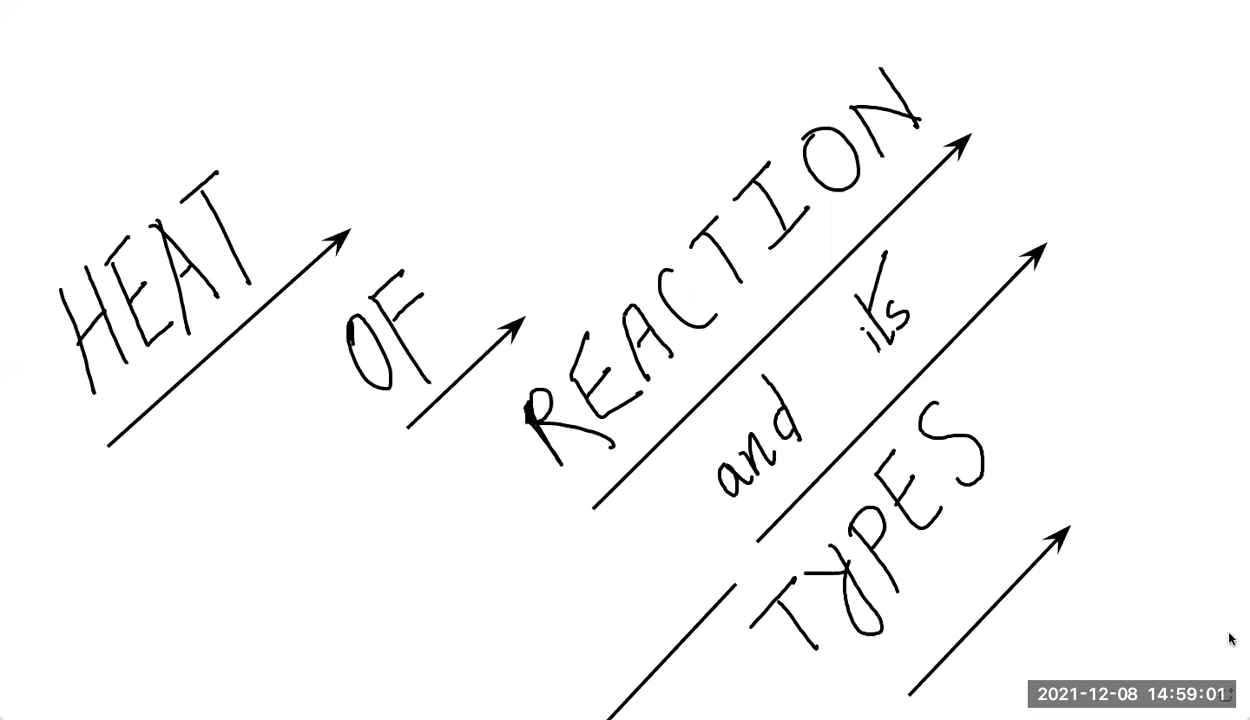 HEAT
OF
REACTION
and its
TYPES
2021-12-08 14:59:01